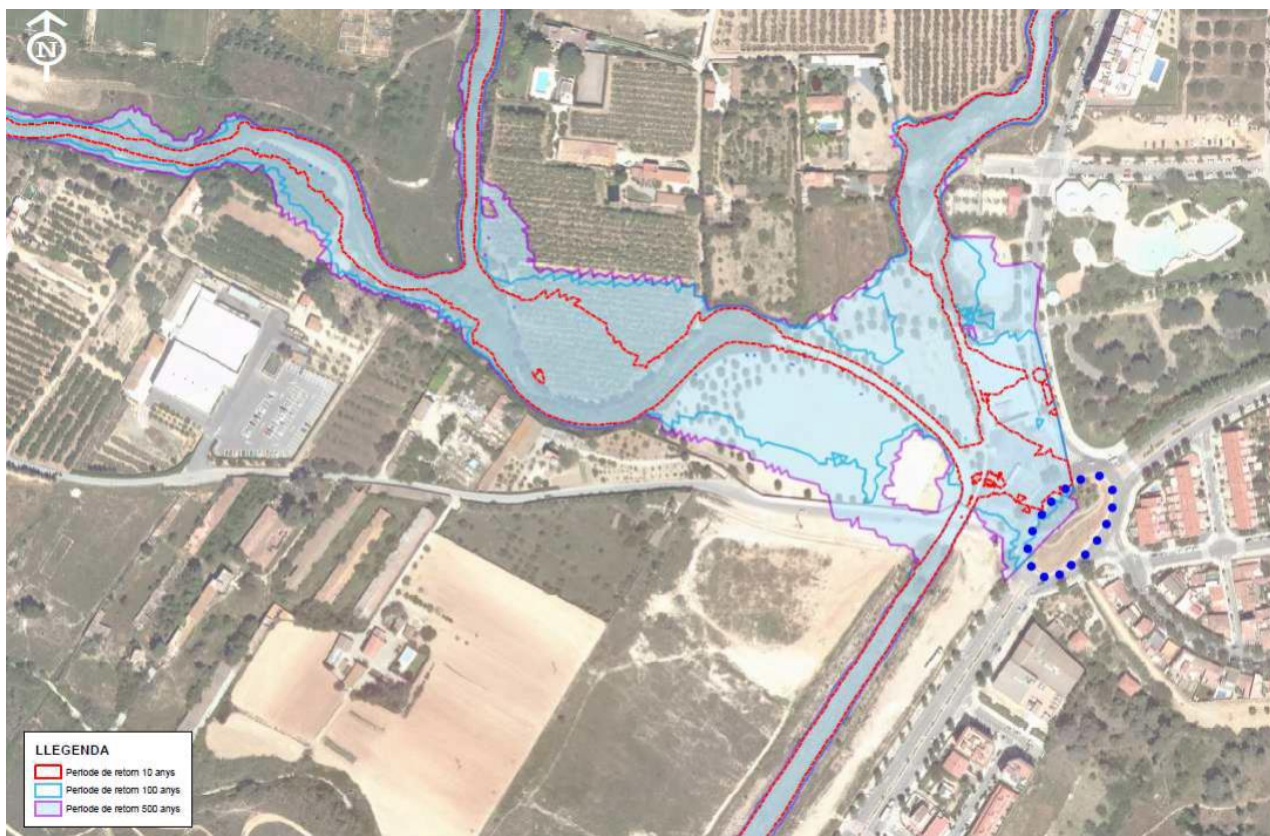 N
LLEGENDA
Període de retorn 10 anys
Període de retorn 100 anys
Període de retorn 500 anys